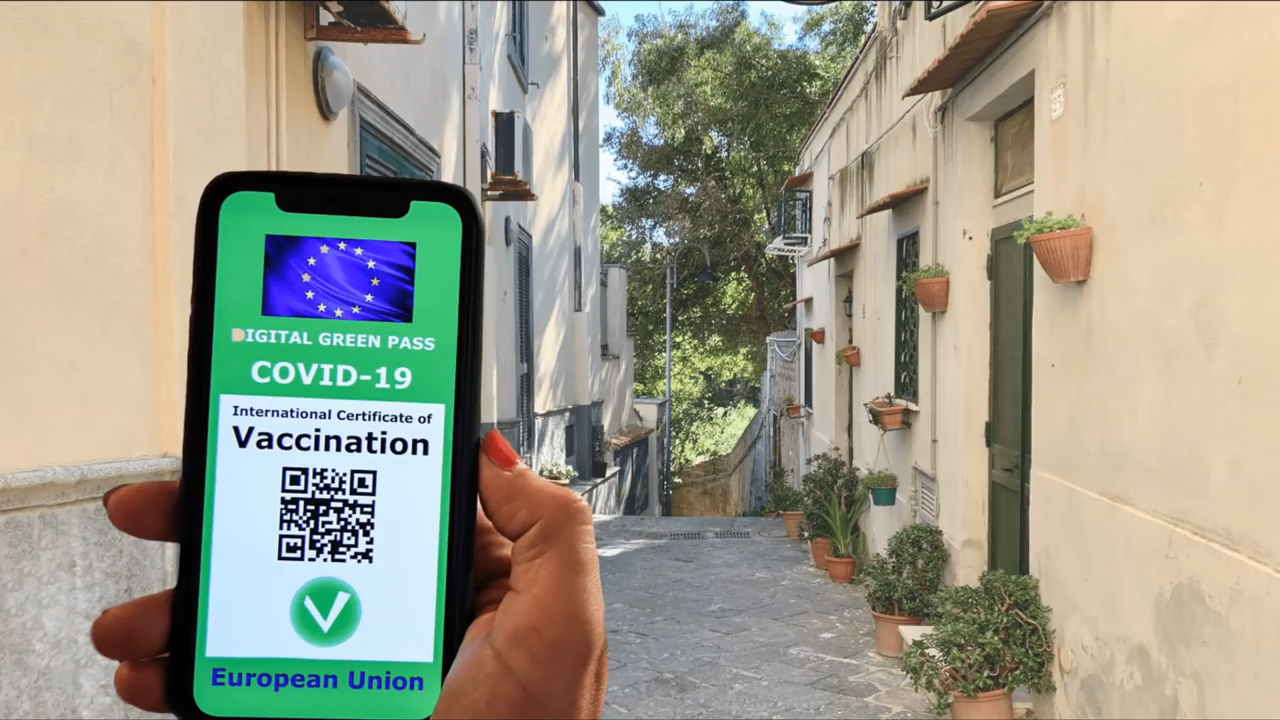 DIGITAL GREEN PASS
COVID-19
International Certificate of
Vaccination
V
European Union